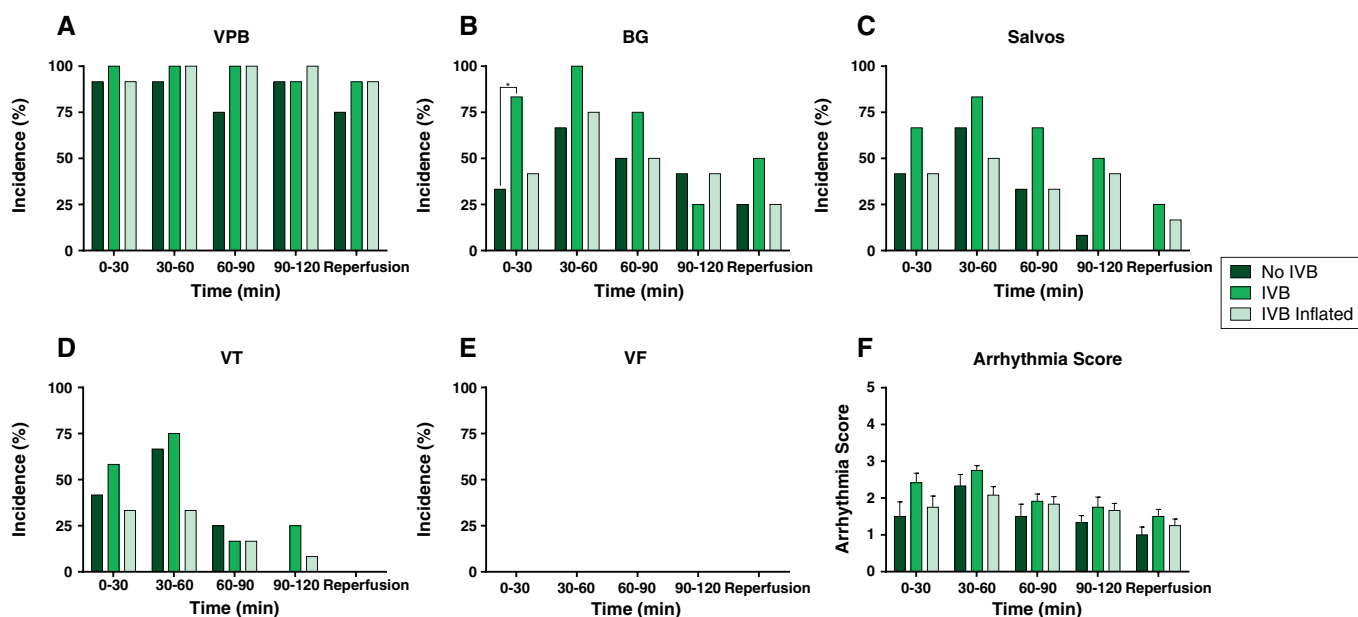 A
VPB
Incidence (%)
100
75
50
25
0
0-30 30-60 60-90 90-120 Reperfusion
Time (min)
B
BG
Incidence (%)
100
75
50
25
0
*
0-30 30-60 60-90 90-120 Reperfusion
Time (min)
C
Salvos
Incidence (%)
100
75
50
25
0
0-30 30-60 60-90 90-120 Reperfusion
Time (min)
No IVB
IVB
IVB Inflated
D
VT
Incidence (%)
100
75
50
25
0
0-30 30-60 60-90 90-120 Reperfusion
Time (min)
E
VF
Incidence (%)
100
75
50
25
0
0-30 30-60 60-90 90-120 Reperfusion
Time (min)
F
Arrhythmia Score
Arrhythmia Score
5
4
3
2
1
0
0-30 30-60 60-90 90-120 Reperfusion
Time (min)